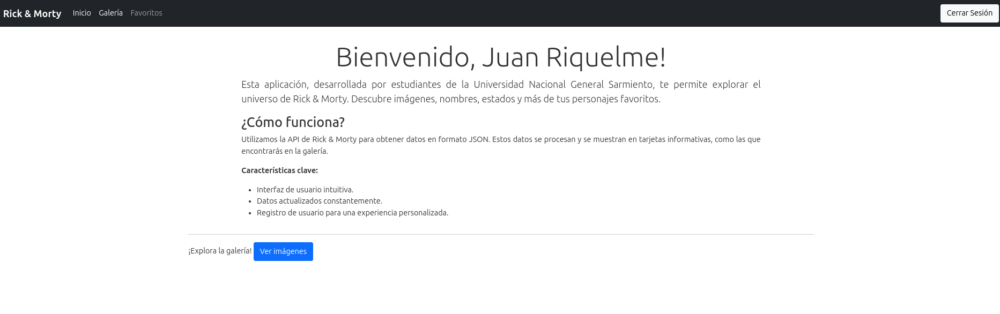 Rick & Morty Inicio Galería Favoritos Cerrar Sesión
Bienvenido, Juan Riquelme!
Esta aplicación, desarrollada por estudiantes de la Universidad Nacional General Sarmiento, te permite explorar el
universo de Rick & Morty. Descubre imágenes, nombres, estados y más de tus personajes favoritos.
¿Cómo funciona?
Utilizamos la API de Rick & Morty para obtener datos en formato JSON. Estos datos se procesan y se muestran en tarjetas informativas, como las que
encontrarás en la galería.
Características clave:
• Interfaz de usuario intuitiva.
• Datos actualizados constantemente.
• Registro de usuario para una experiencia personalizada.
¡Explora la galería! Ver imágenes